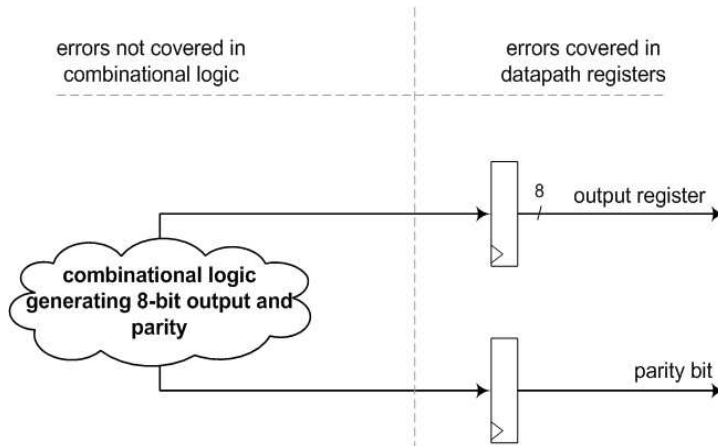 errors not covered in
combinational logic
errors covered in
datapath registers
8
output register
combinational logic
generating 8-bit output and
parity
parity bit